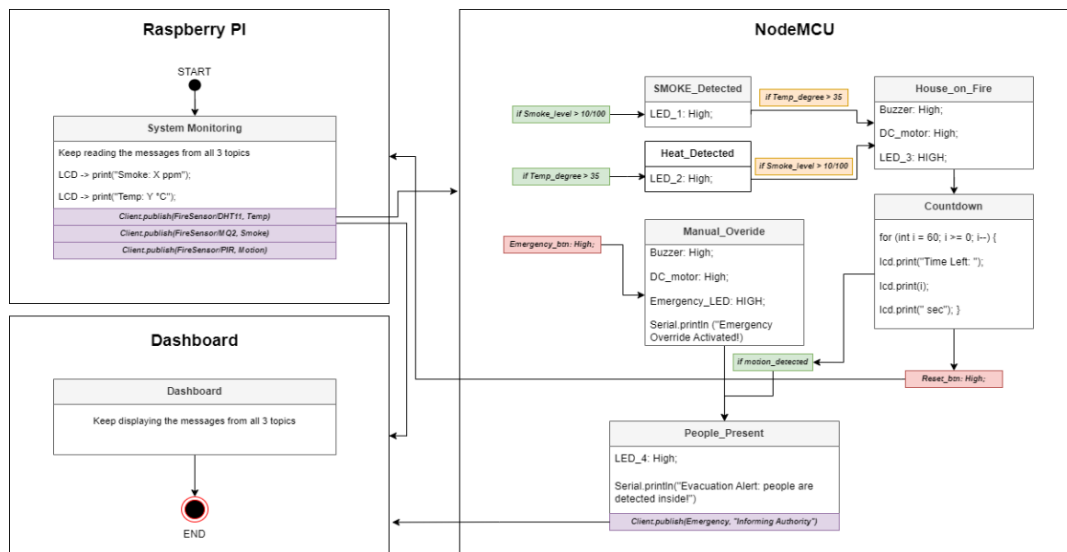 Raspberry PI
START
System Monitoring
Keep reading the messages from all 3 topics
LCD -> print("Smoke: X ppm");
LCD -> print("Temp: Y °C");
Client.publish(FireSensor/DHT11, Temp)
Client.publish(FireSensor/MQ2, Smoke)
Client.publish(FireSensor/PIR, Motion)
Dashboard
Dashboard
Keep displaying the messages from all 3 topics
END
NodeMCU
if Smoke_level > 10/100
SMOKE_Detected
LED_1: High;
if Temp_degree > 35
House_on_Fire
Buzzer: High;
DC_motor: High;
LED_3: HIGH;
if Temp_degree > 35
Heat_Detected
LED_2: High;
if Smoke_level > 10/100
Countdown
for (int i = 60; i >= 0; i--) {
lcd.print("Time Left: ");
lcd.print(i);
lcd.print(" sec"); }
Emergency_btn: High;
Manual_Overide
Buzzer: High;
DC_motor: High;
Emergency_LED: HIGH;
Serial.println ("Emergency
Override Activated!)
if motion_detected
Reset_btn: High;
People_Present
LED_4: High;
Serial.println("Evacuation Alert: people are
detected inside!")
Client.publish(Emergency, "Informing Authority")